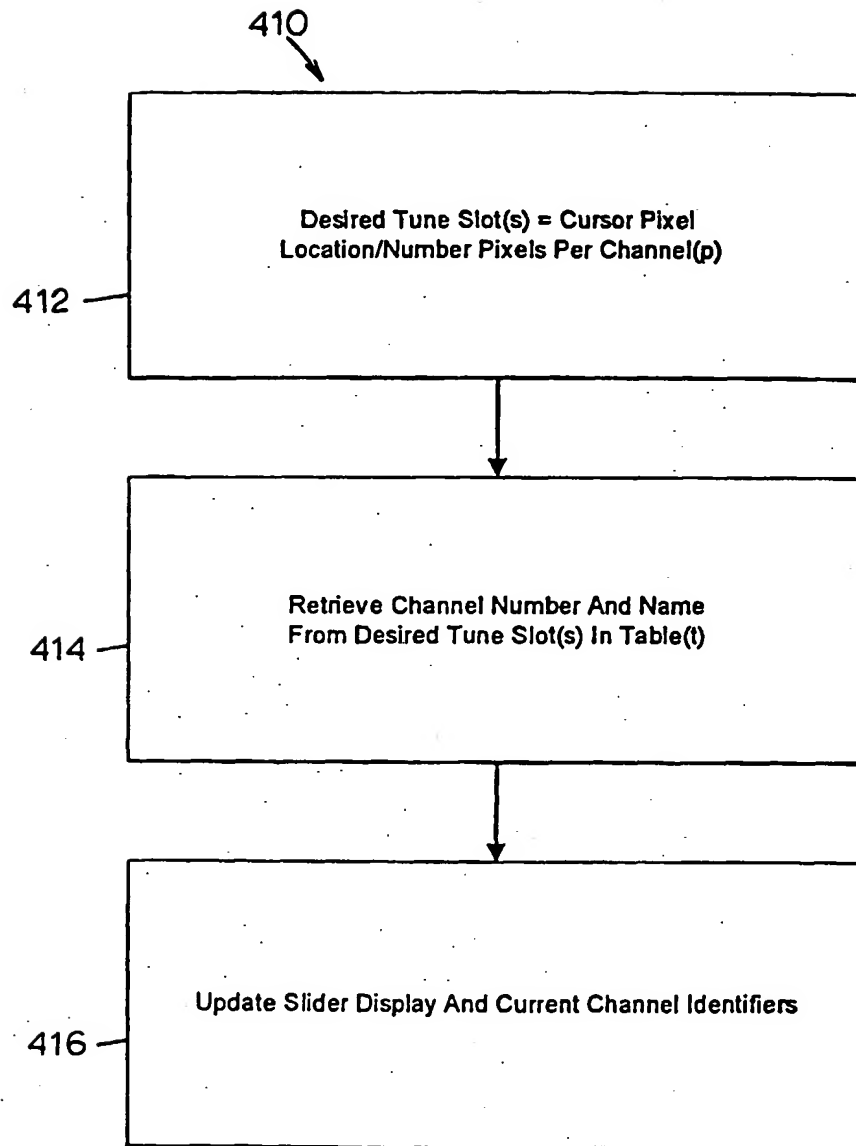 410
Desired Tune Slot(s) = Cursor Pixel
Location/Number Pixels Per Channel(p)
412
Retrieve Channel Number And Name
From Desired Tune Slot(s) In Table(t)
414
Update Slider Display And Current Channel Identifiers
416